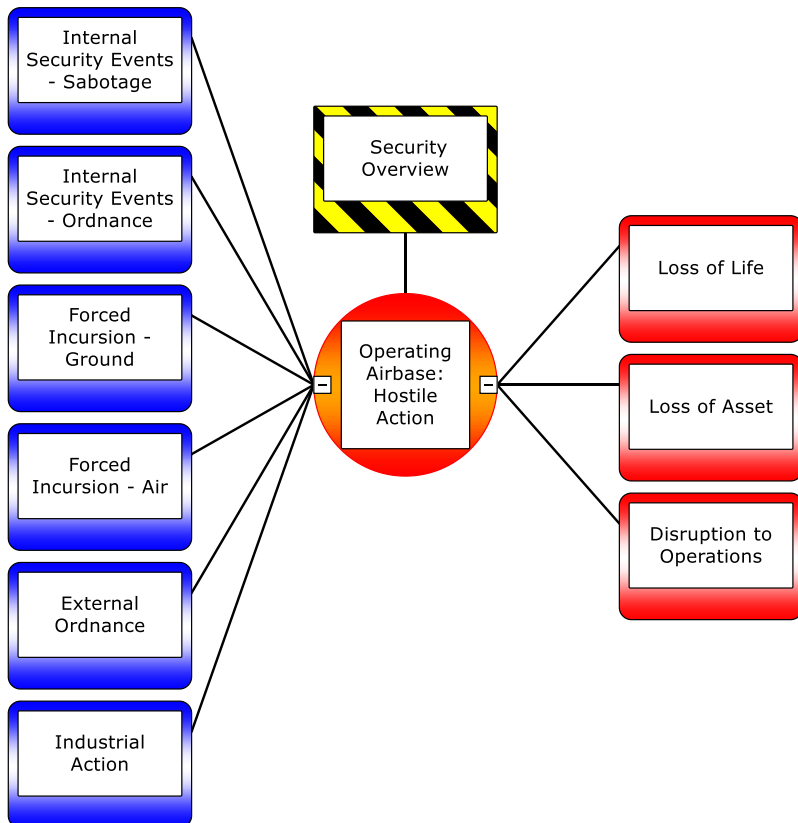 Internal
Security Events
- Sabotage
Internal
Security Events
- Ordnance
Forced
Incursion -
Ground
Forced
Incursion - Air
External
Ordnance
Industrial
Action
Security
Overview
Operating
Airbase:
Hostile
Action
Loss of Life
Loss of Asset
Disruption to
Operations